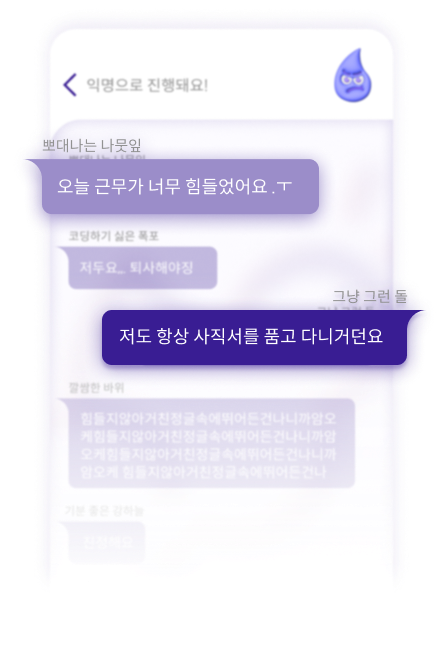 익명으로 진행돼요!
뽀대나는 나뭇잎
오늘 근무가 너무 힘들었어요 .ㅜ
코딩하기 싫은 폭포
저두요,, 퇴사해야징
그냥 그런 돌
저도 항상 사직서를 품고 다니거던요
깔쌈한 바위
힘들지않아거친정글속에뛰어든건나니까암오
케힘들지않아거친정글속에뛰어든건나니까암
오케힘들지않아거친정글속에뛰어든건나니까
암오케 힘들지않아거친정글속에뛰어든건나
기분 좋은